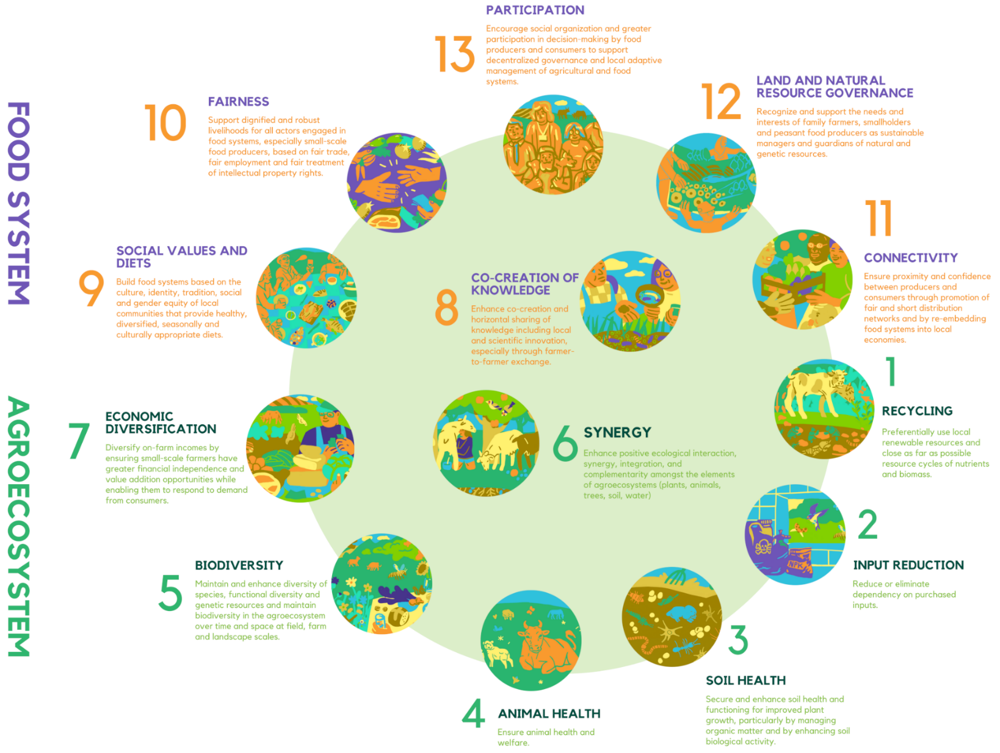 FOOD SYSTEM
AGROECOSYSTEM
13
PARTICIPATION
Encourage social organization and greater
participation in decision-making by food
producers and consumers to support
decentralized governance and local adaptive
management of agricultural and food
systems.
12
LAND AND NATURAL
RESOURCE GOVERNANCE
Recognize and support the needs and
interests of family farmers, smallholders
and peasant food producers as sustainable
managers and guardians of natural and
genetic resources.
10
FAIRNESS
Support dignified and robust
livelihoods for all actors engaged in
food systems, especially small-scale
food producers, based on fair trade,
fair employment and fair treatment
of intellectual property rights.
11
CONNECTIVITY
Ensure proximity and confidence
between producers and
consumers through promotion of
fair and short distribution
networks and by re-embedding
food systems into local
economies.
9
SOCIAL VALUES AND
DIETS
Build food systems based on the
culture, identity, tradition, social
and gender equity of local
communities that provide healthy,
diversified, seasonally and
culturally appropriate diets.
8
CO-CREATION OF
KNOWLEDGE
Enhance co-creation and
horizontal sharing of
knowledge including local
and scientific innovation,
especially through farmer-
to-farmer exchange.
1
RECYCLING
Preferentially use local
renewable resources and
close as far as possible
resource cycles of nutrients
and biomass.
7
ECONOMIC
DIVERSIFICATION
Diversify on-farm incomes by
ensuring small-scale farmers have
greater financial independence and
value addition opportunities while
enabling them to respond to demand
from consumers.
6
SYNERGY
Enhance positive ecological interaction,
synergy, integration, and
complementarity amongst the elements
of agroecosystems (plants, animals,
trees, soil, water)
2
INPUT REDUCTION
Reduce or eliminate
dependency on purchased
inputs.
NPK
5
BIODIVERSITY
Maintain and enhance diversity of
species, functional diversity and
genetic resources and maintain
biodiversity in the agroecosystem
over time and space at field, farm
and landscape scales.
3
SOIL HEALTH
Secure and enhance soil health and
functioning for improved plant
growth, particularly by managing
organic matter and by enhancing soil
biological activity.
4
ANIMAL HEALTH
Ensure animal health and
welfare.